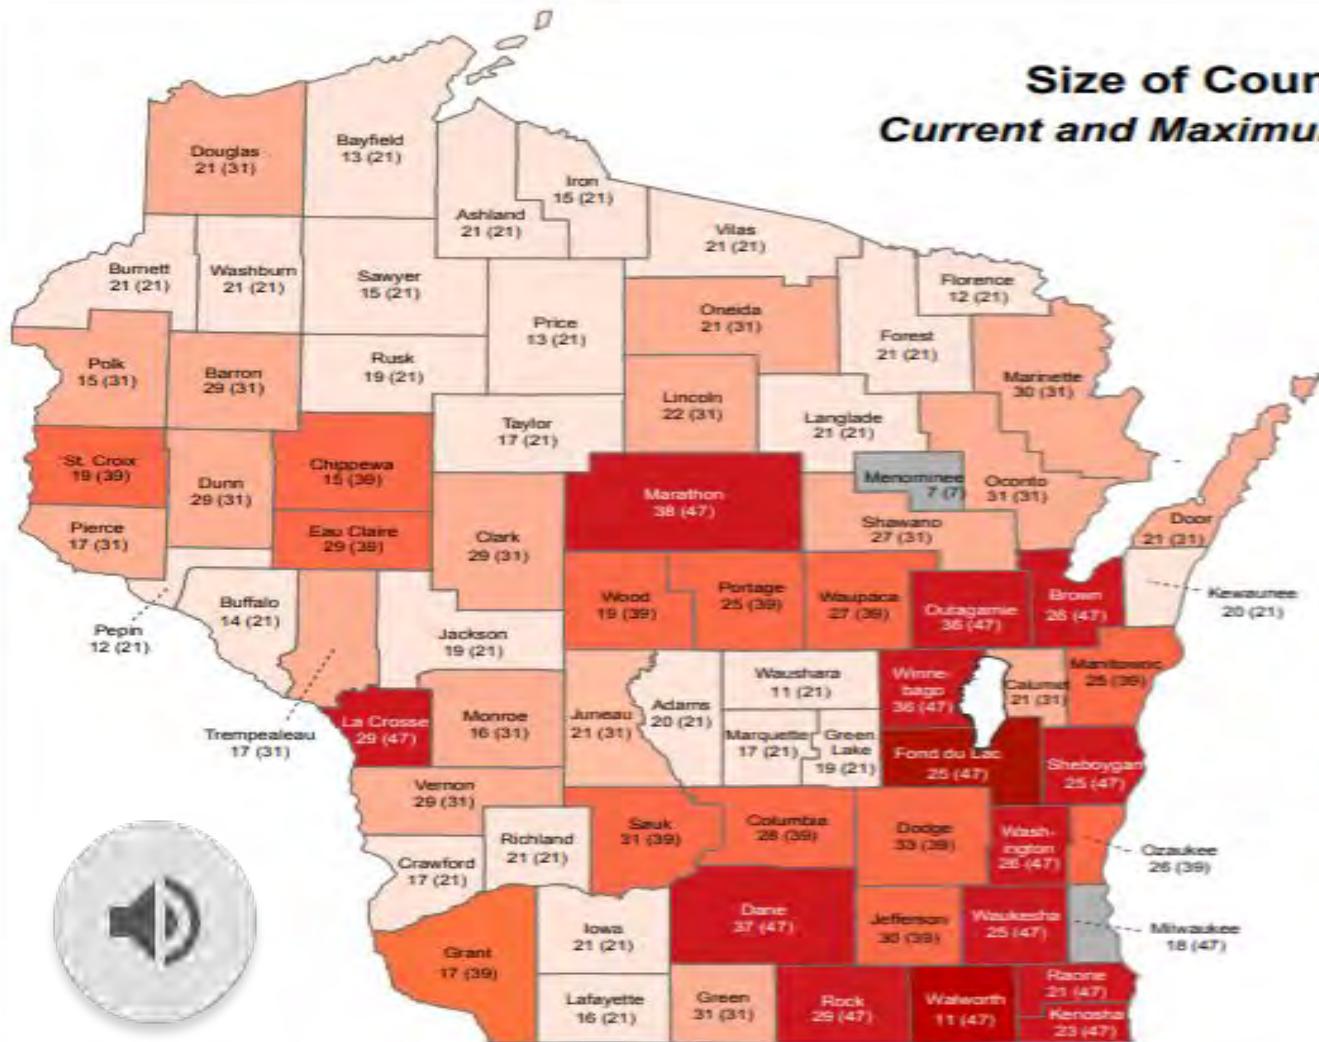 Size of Coun
Current and Maximum
Douglas
21 (31)
Bayfield
13 (21)
Iron
15 (21)
Ashland
21 (21)
Vilas
21 (21)
Burnett
21 (21)
Washburn
21 (21)
Sawyer
15 (21)
Florence
12 (21)
Price
13 (21)
Oneida
21 (31)
Forest
21 (21)
Polk
15 (31)
Barron
29 (31)
Rusk
19 (21)
Marinette
30 (31)
Lincoln
22 (31)
Taylor
17 (21)
Langlade
21 (21)
St. Croix
19 (39)
Dunn
29 (31)
Chippewa
15 (39)
Menominee
7 (7)
Oconto
31 (31)
Marathon
38 (47)
Pierce
17 (31)
Eau Claire
29 (39)
Clark
29 (31)
Shawano
27 (31)
Door
21 (31)
Pepin
12 (21)
Buffalo
14 (21)
Jackson
19 (21)
Wood
19 (39)
Portage
25 (39)
Waupaca
27 (39)
Outagamie
36 (47)
Brown
26 (47)
Kewaunee
20 (21)
Trempealeau
17 (31)
La Crosse
29 (47)
Monroe
16 (31)
Juneau
21 (31)
Adams
20 (21)
Waushara
11 (21)
Winne-
bago
36 (47)
Calumet
21 (31)
Manitowoc
25 (39)
Marquette
17 (21)
Green
Lake
19 (21)
Fond du Lac
25 (47)
Sheboygan
25 (47)
Vernon
29 (31)
Richland
21 (21)
Sauk
31 (39)
Columbia
28 (39)
Dodge
33 (39)
Wash-
ington
26 (47)
Ozaukee
26 (39)
Crawford
17 (21)
Grant
17 (39)
Iowa
21 (21)
Dane
37 (47)
Jefferson
30 (39)
Waukesha
25 (47)
Milwaukee
18 (47)
Lafayette
16 (21)
Green
31 (31)
Rock
29 (47)
Walworth
11 (47)
Racine
21 (47)
Kenosha
23 (47)